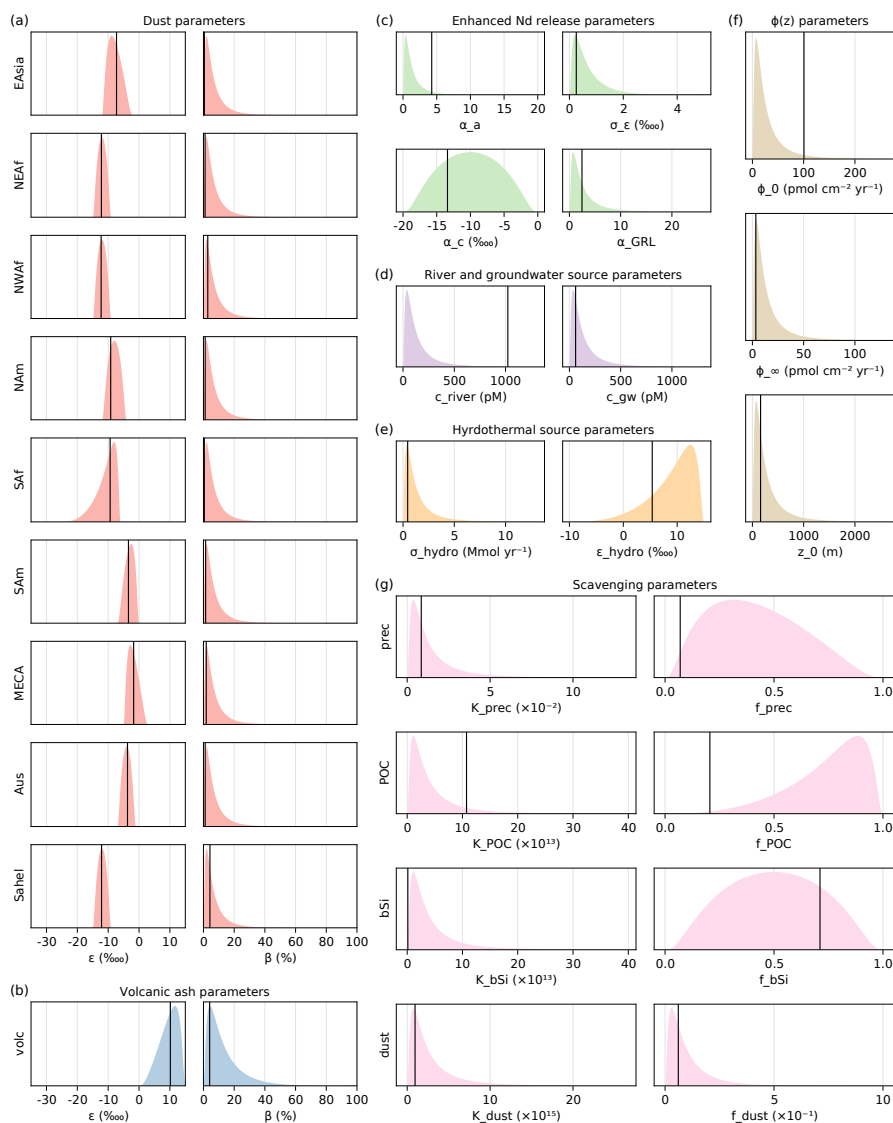 (a) Dust parameters
EAsia
NEAf
NWAf
NAm
SAf
SAm
MECA
Aus
Sahel
-30 -20 -10 0 10
ε (‱)
0 20 40 60 80 100
β (%)
(b) Volcanic ash parameters
volc
-30 -20 -10 0 10
ε (‱)
0 20 40 60 80 100
β (%)
(c) Enhanced Nd release parameters
0 5 10 15 20
α_a
0 2 4
σ_ε (‱)
-20 -15 -10 -5 0
α_c (‱)
0 10 20
α_GRL
(d) River and groundwater source parameters
0 500 1000
c_river (pM)
0 500 1000
c_gw (pM)
(e) Hyrdothermal source parameters
0 5 10
σ_hydro (Mmol yr⁻¹)
-10 0 10
ε_hydro (‱)
(f) ϕ(z) parameters
0 100 200
ϕ_0 (pmol cm⁻² yr⁻¹)
0 50 100
ϕ_∞ (pmol cm⁻² yr⁻¹)
0 1000 2000
z_0 (m)
(g) Scavenging parameters
prec
0 5 10
K_prec (×10⁻²)
0.0 0.5 1.0
f_prec
POC
0 10 20 30 40
K_POC (×10¹³)
0.0 0.5 1.0
f_POC
bSi
0 10 20 30 40
K_bSi (×10¹³)
0.0 0.5 1.0
f_bSi
dust
0 10 20
K_dust (×10¹⁵)
0 5 10
f_dust (×10⁻¹)